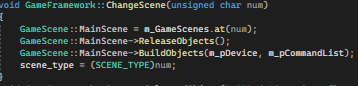 void GameFramework::ChangeScene(unsigned char num)
{
GameScene::MainScene = m_GameScenes.at(num);
GameScene::MainScene->ReleaseObjects();
GameScene::MainScene->BuildObjects(m_pDevice, m_pCommandList);
scene_type = (SCENE_TYPE)num;
}